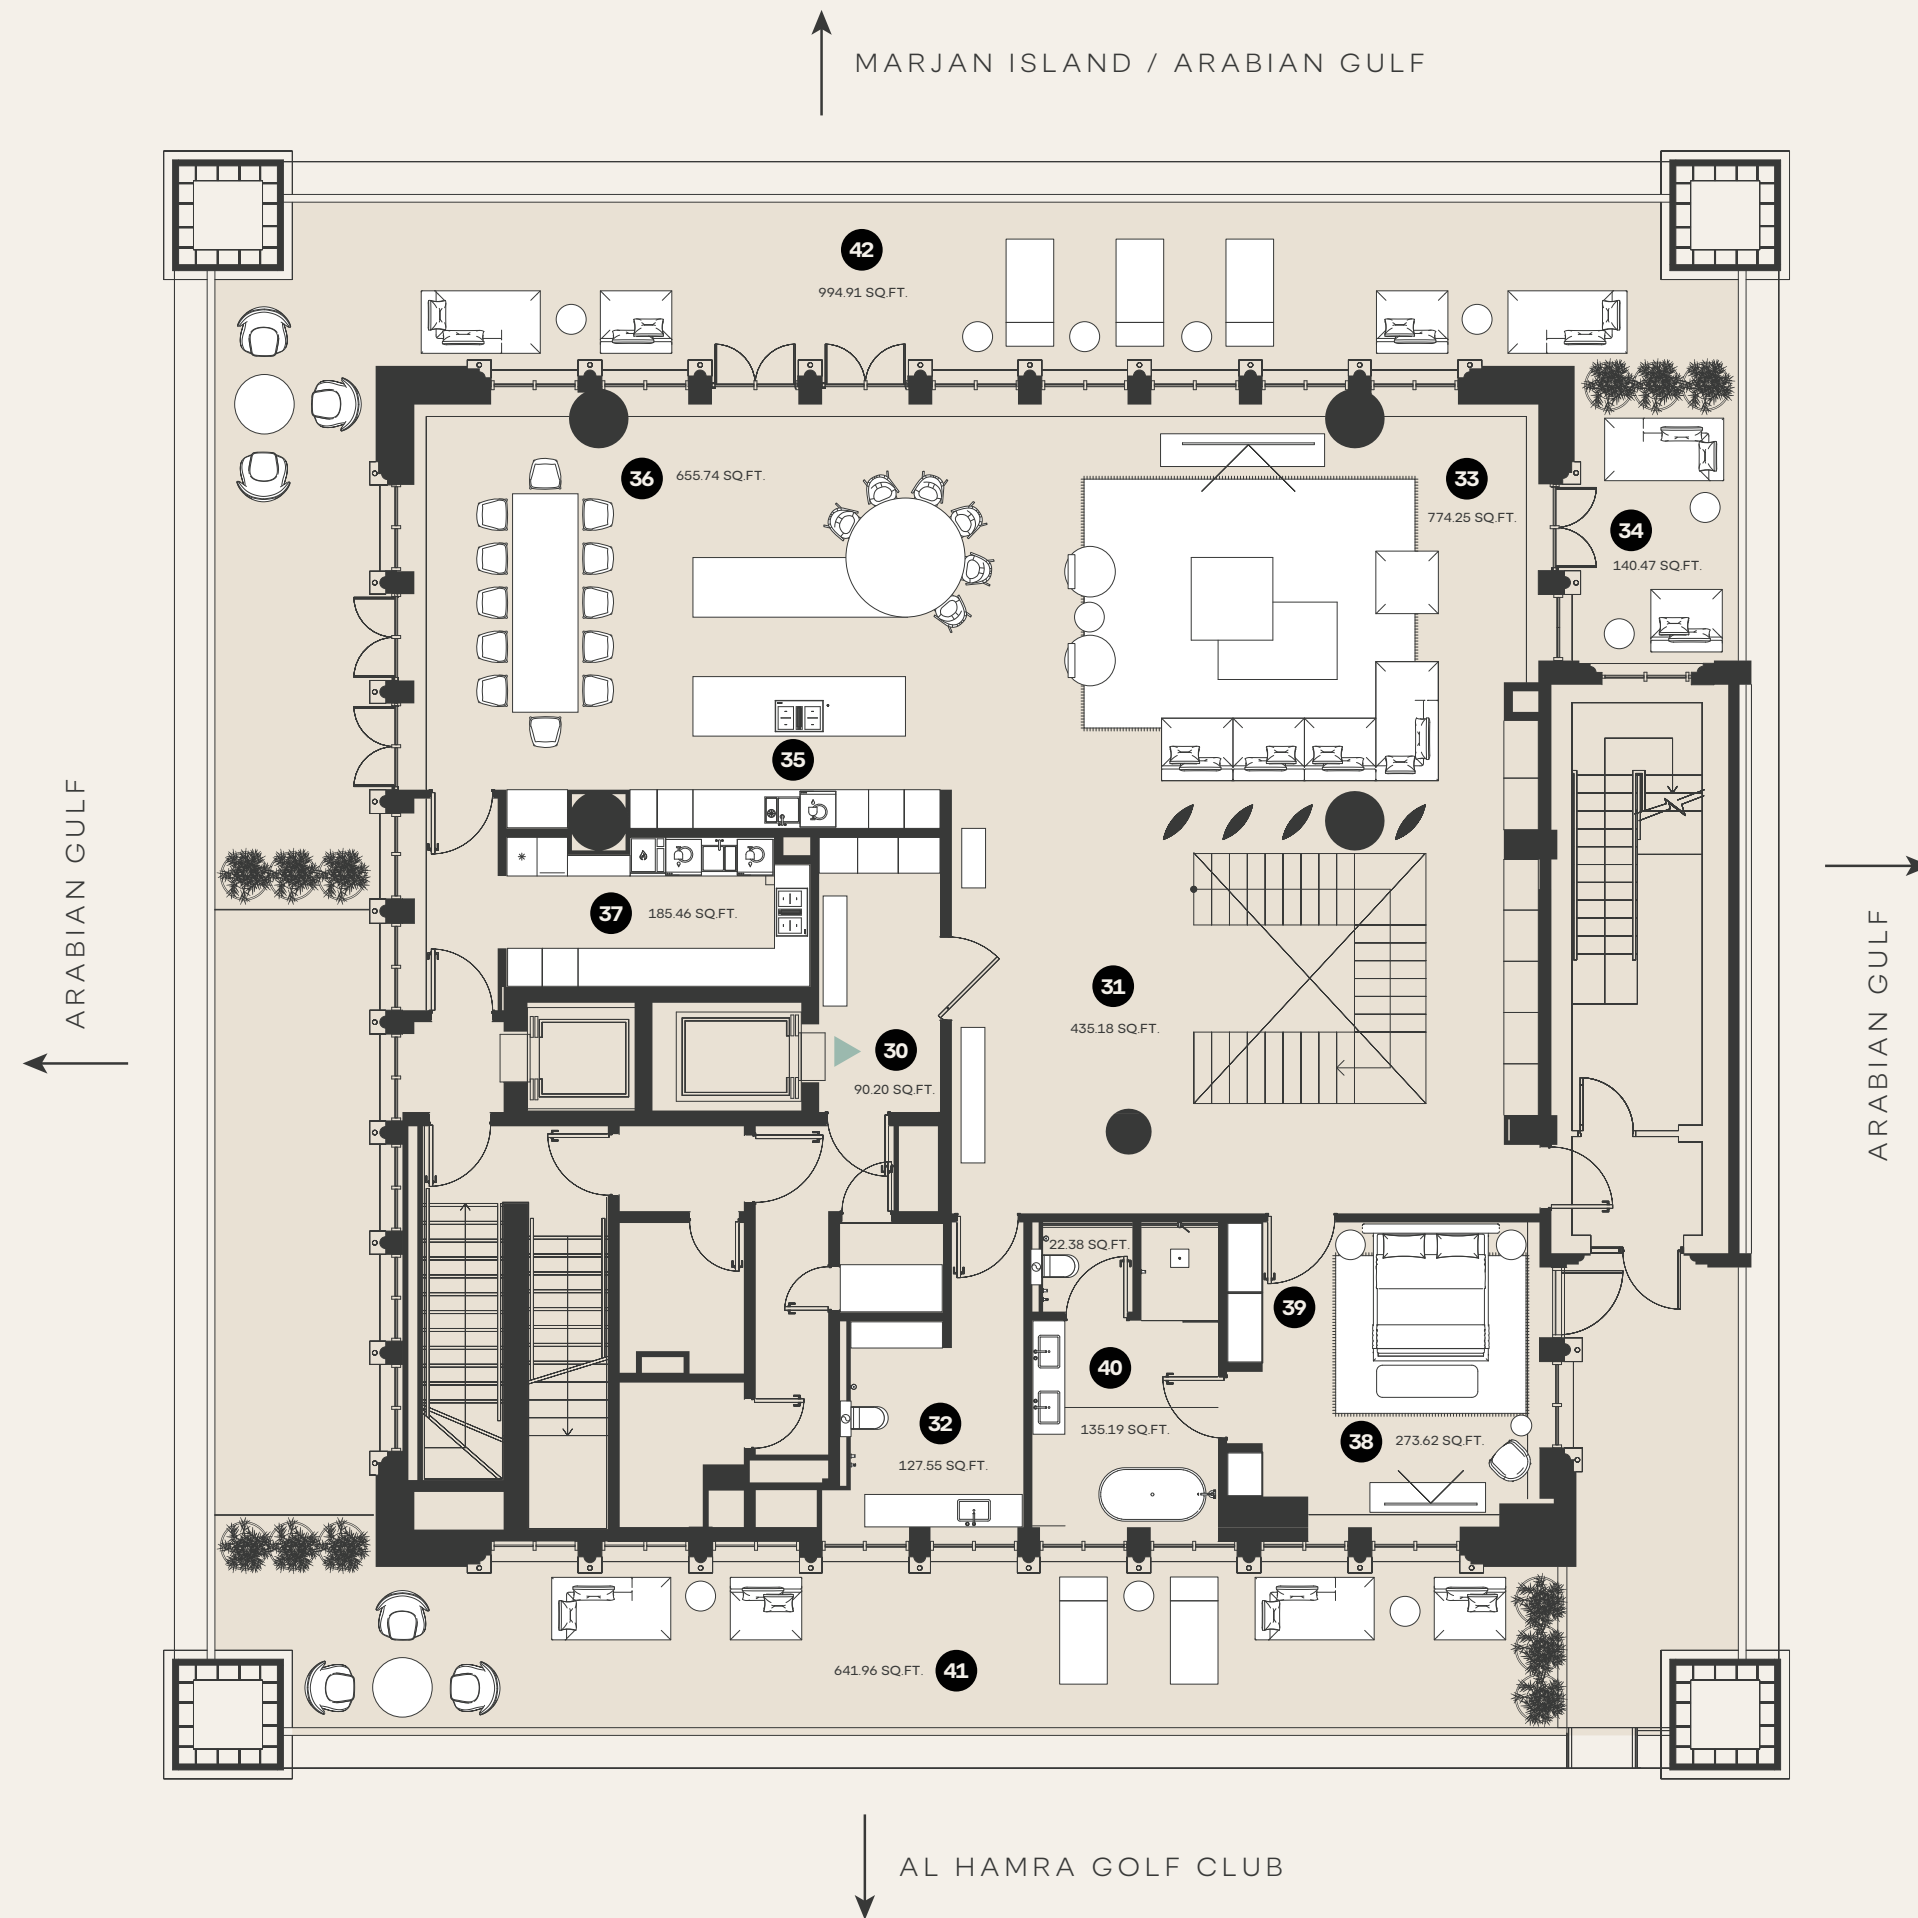 MARJAN ISLAND / ARABIAN GULF
42
994.91 SQ.FT.
36
655.74 SQ.FT.
33
774.25 SQ.FT.
34
140.47 SQ.FT.
35
37
185.46 SQ.FT.
31
435.18 SQ.FT.
30
90.20 SQ.FT.
22.38 SQ.FT.
39
40
135.19 SQ.FT.
32
127.55 SQ.FT.
38
273.62 SQ.FT.
41
641.96 SQ.FT.
ARABIAN GULF
ARABIAN GULF
AL HAMRA GOLF CLUB